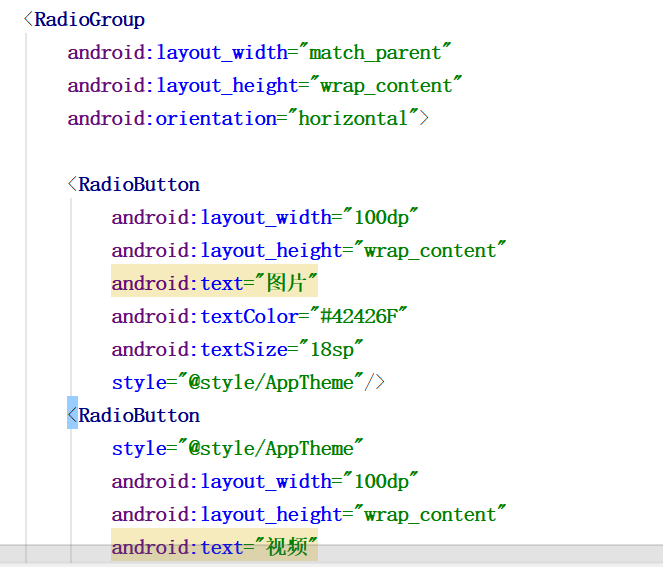 <RadioGroup
android:layout_width="match_parent"
android:layout_height="wrap_content"
android:orientation="horizontal">
<RadioButton
android:layout_width="100dp"
android:layout_height="wrap_content"
android:text="图片"
android:textColor="#42426F"
android:textSize="18sp"
style="@style/AppTheme"/>
<RadioButton
style="@style/AppTheme"
android:layout_width="100dp"
android:layout_height="wrap_content"
android:text="视频"